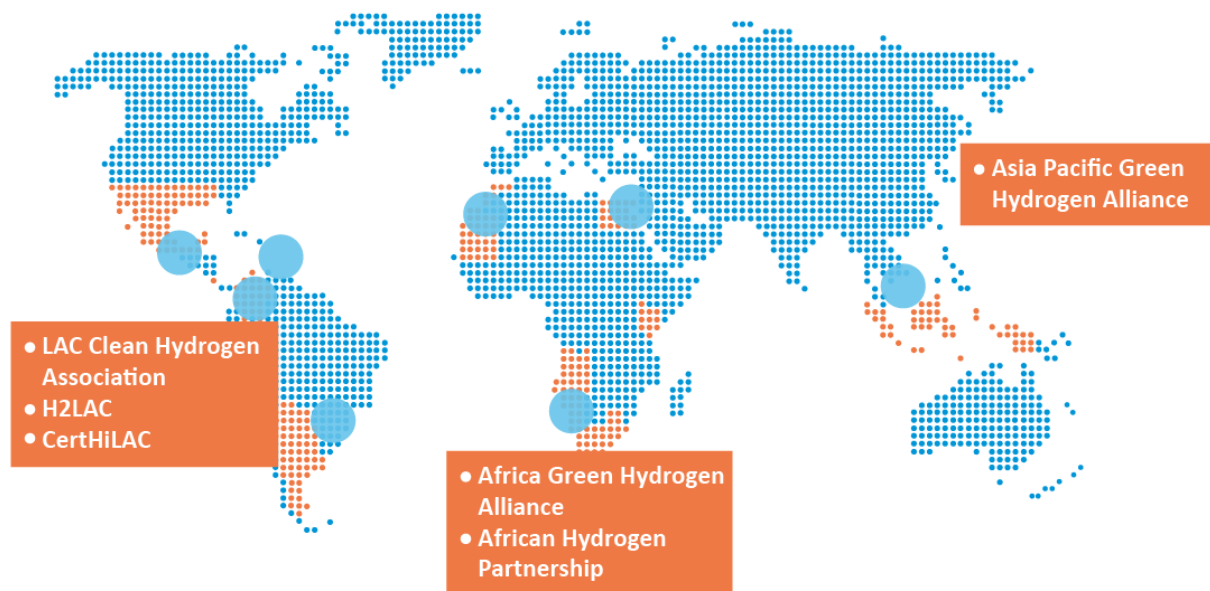 • Asia Pacific Green
Hydrogen Alliance
• LAC Clean Hydrogen
Association
• H2LAC
• CertHiLAC
• Africa Green Hydrogen
Alliance
• African Hydrogen
Partnership